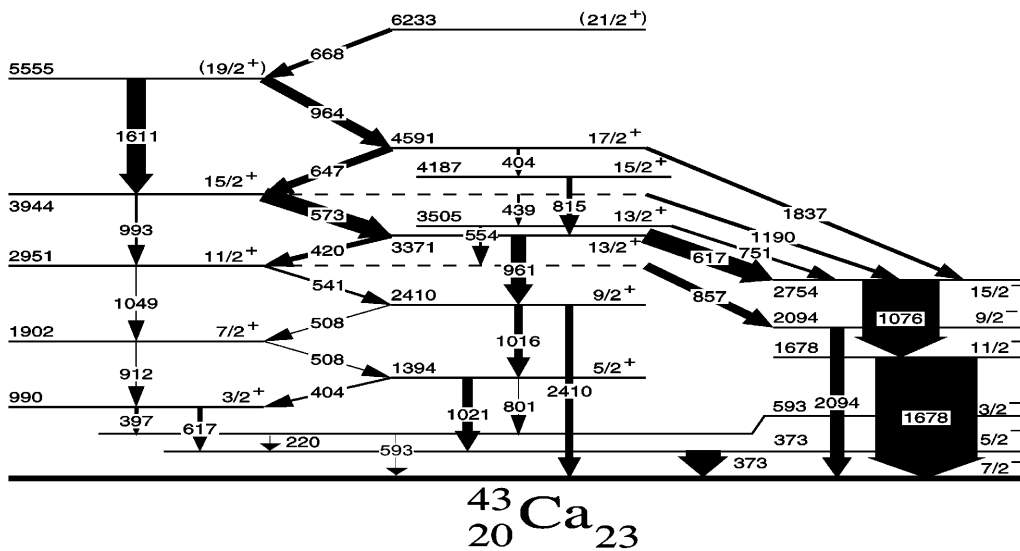 6233 (21/2+)
668
5555 (19/2+)
964
1611
4591 17/2+
647 404
4187 15/2+
15/2+
3944
573 439 815 1837
3505 13/2+
993 1190
420 554 751
3371 13/2+ 617
2951 11/2+
961
541 857 2754 15/2−
1049 2410 9/2+
2094 9/2−
508
1902 7/2+ 1016 1076
508 1678 11/2−
912 1394 5/2+
404 2410
990 3/2+ 593 2094 3/2−
397 617 1021 801 1678
220 593 373 5/2−
373 7/2−
43
20Ca23